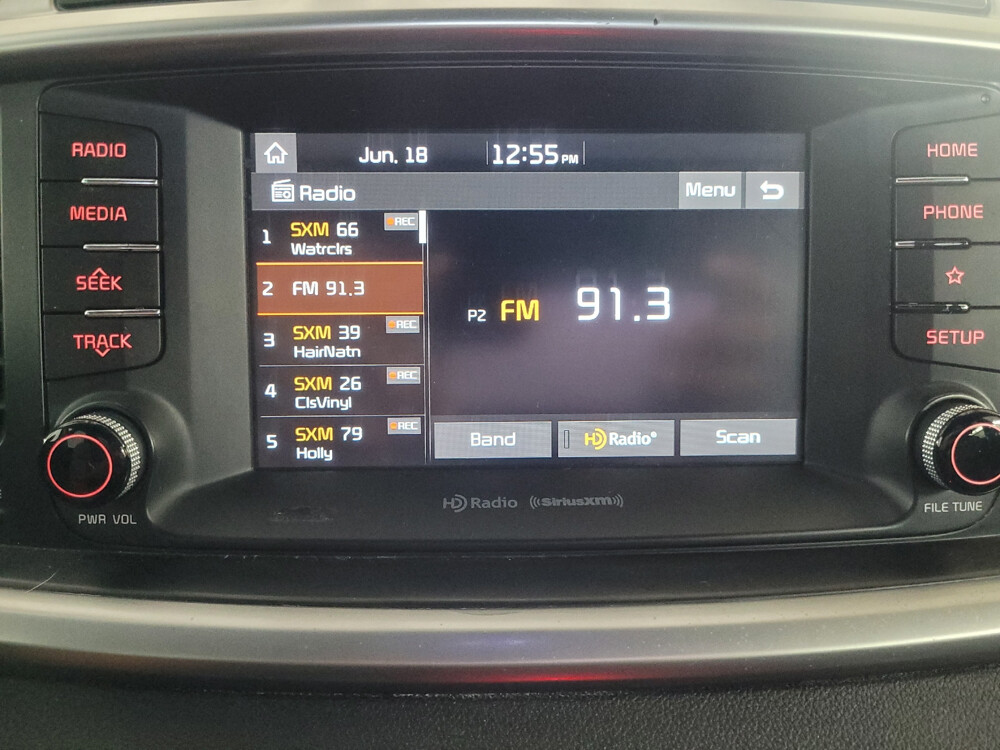 RADIO
MEDIA
SEEK
TRACK
PWR VOL
Jun. 18 12:55 PM
Radio Menu
1 SXM 66 REC
Watrclrs
2 FM 91.3
3 SXM 39 REC
HairNatn
4 SXM 26 REC
ClsVinyl
5 SXM 79 REC
Holly
P2 FM 91.3
Band HD Radio® Scan
HD Radio ((SiriusXM))
HOME
PHONE
SETUP
FILE TUNE